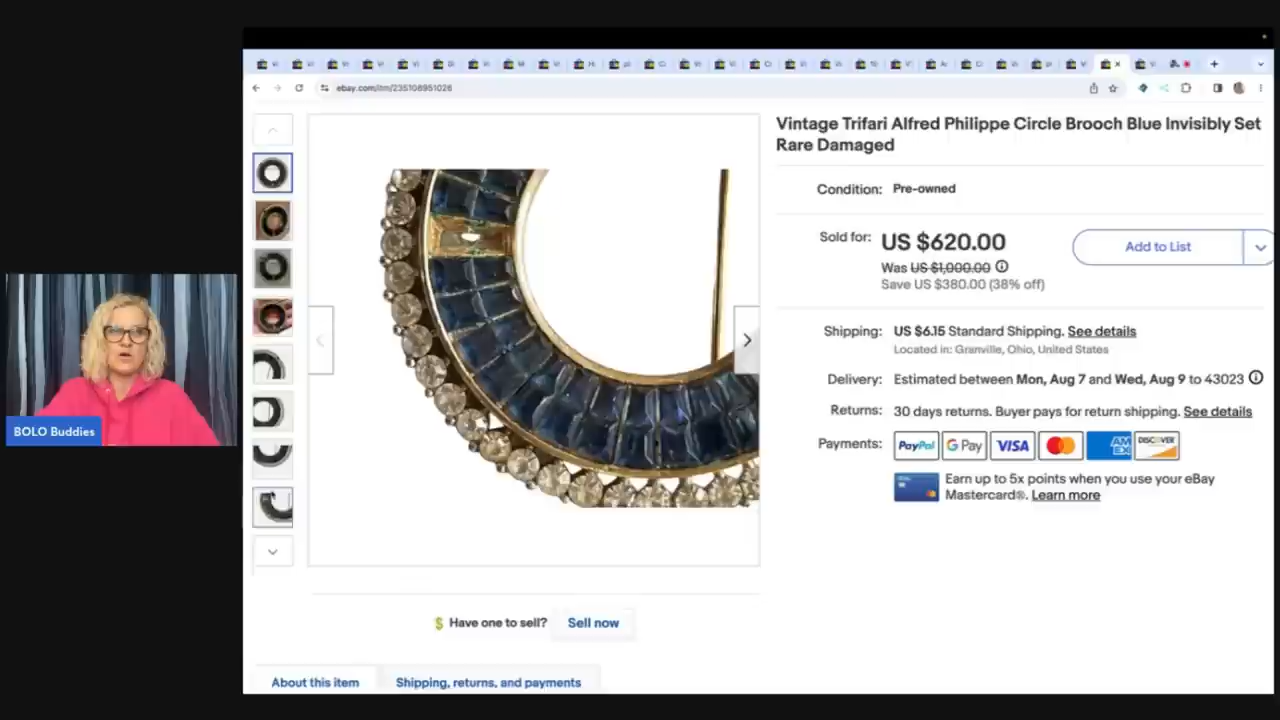 ebay.com/itm/235108951026
Vintage Trifari Alfred Philippe Circle Brooch Blue Invisibly Set
Rare Damaged
Condition: Pre-owned
Sold for: US $620.00
Add to List
Was US $1,000.00
Save US $380.00 (38% off)
Shipping: US $6.15 Standard Shipping. See details
Located in: Granville, Ohio, United States
Delivery: Estimated between Mon, Aug 7 and Wed, Aug 9 to 43023
Returns: 30 days returns. Buyer pays for return shipping. See details
Payments: PayPal G Pay VISA AM EX DISCOVER
Earn up to 5x points when you use your eBay
Mastercard®. Learn more
BOLO Buddies
$ Have one to sell? Sell now
About this item Shipping, returns, and payments